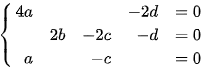 4a −2d = 0
2b −2c −d = 0
a −c = 0